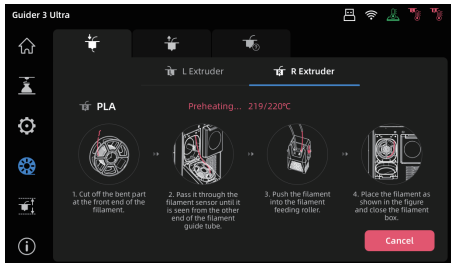 Guider 3 Ultra
L Extruder
R Extruder
PLA
Preheating... 219/220℃
1. Cut off the bent part
at the front end of the
fillament.
2. Pass it through the
filament sensor until it
is seen from the other
end of the filament
guide tube.
3. Push the filament
into the filament
feeding roller.
4. Place the filament as
shown in the figure
and close the filament
box.
Cancel